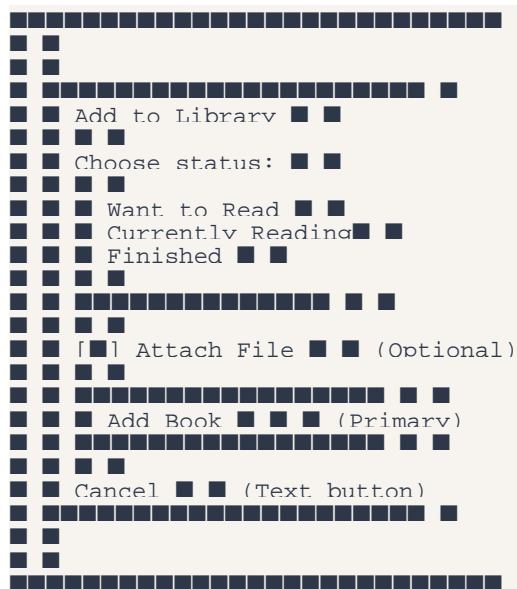 ■■■■■■■■■■■■■■■■■■■■■■■■■■■
■ ■
■ ■
■ ■■■■■■■■■■■■■■■■■■■■■ ■
■ ■ Add to Library ■ ■
■ ■ ■ ■
■ ■ Choose status: ■ ■
■ ■ ■ ■
■ ■ ■ Want to Read ■ ■
■ ■ ■ Currently Reading■ ■
■ ■ ■ Finished ■ ■
■ ■ ■ ■
■ ■ ■■■■■■■■■■■■■■ ■ ■
■ ■ ■ ■
■ ■ [■] Attach File ■ ■ (Optional)
■ ■ ■ ■
■ ■ ■■■■■■■■■■■■■■■■■ ■ ■
■ ■ ■ Add Book ■ ■ ■ (Primary)
■ ■ ■■■■■■■■■■■■■■■■■ ■ ■
■ ■ ■ ■
■ ■ Cancel ■ ■ (Text button)
■ ■■■■■■■■■■■■■■■■■■■■■ ■
■ ■
■ ■
■■■■■■■■■■■■■■■■■■■■■■■■■■■